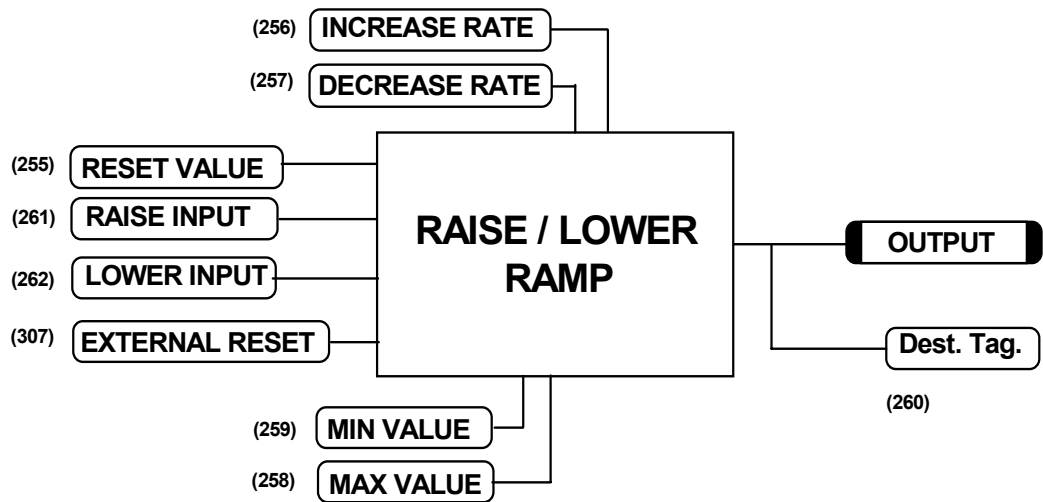 (256) INCREASE RATE
(257) DECREASE RATE
(255) RESET VALUE
(261) RAISE INPUT
(262) LOWER INPUT
(307) EXTERNAL RESET
RAISE / LOWER
RAMP
OUTPUT
Dest. Tag.
(260)
(259) MIN VALUE
(258) MAX VALUE